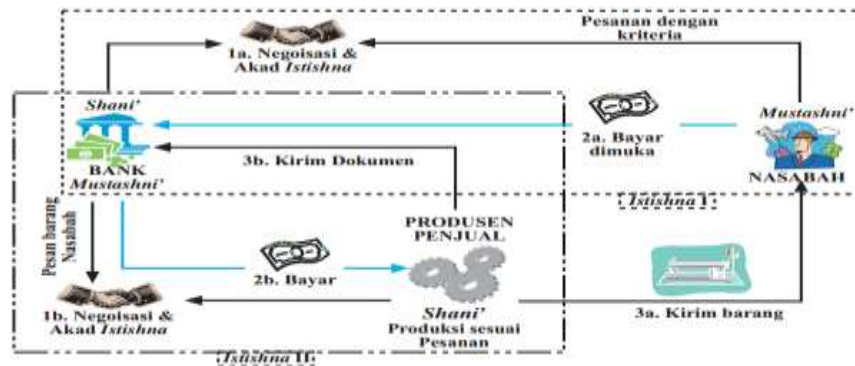 Pesanan dengan
kriteria
1a. Negoisasi &
Akad Istishna
Shani'
BANK
Mustashni'
2a. Bayar
dimuka
Mustashni'
NASABAH
3b. Kirim Dokumen
Istishna I
Pesan barang
Nasabah
PRODUSEN
PENJUAL
2b. Bayar
1b. Negoisasi &
Akad Istishna
Shani'
Produksi sesuai
Pesanan
3a. Kirim barang
Istishna II